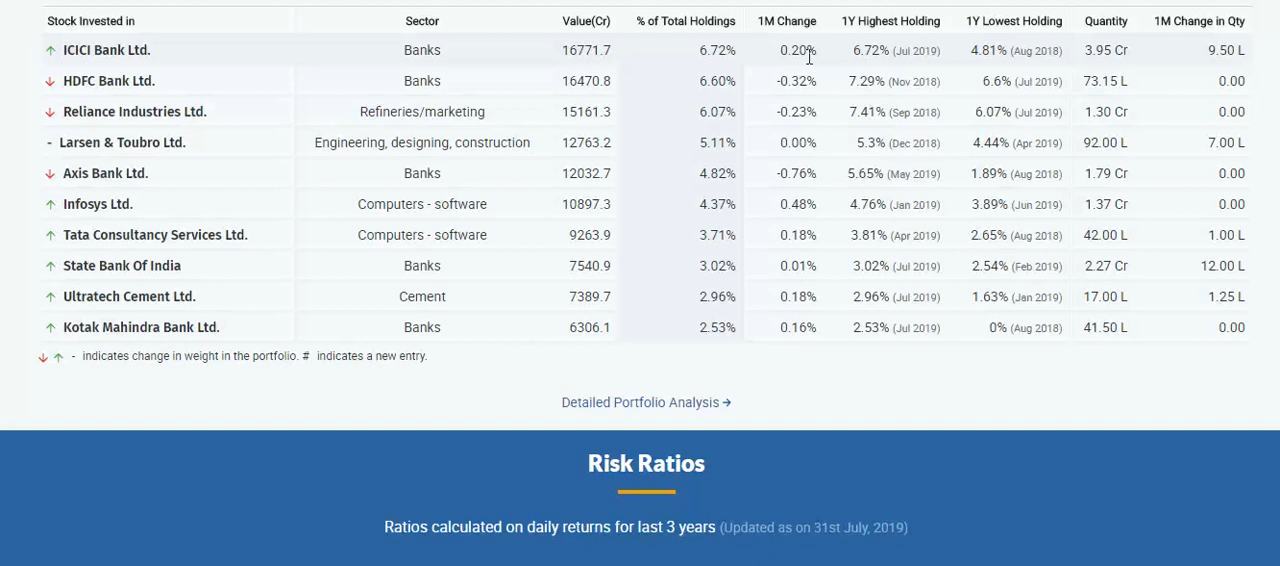 Stock Invested in Sector Value(Cr) % of Total Holdings 1M Change 1Y Highest Holding 1Y Lowest Holding Quantity 1M Change in Qty
↑ ICICI Bank Ltd. Banks 16771.7 6.72% 0.20% 6.72% (Jul 2019) 4.81% (Aug 2018) 3.95 Cr 9.50 L
↓ HDFC Bank Ltd. Banks 16470.8 6.60% -0.32% 7.29% (Nov 2018) 6.6% (Jul 2019) 73.15 L 0.00
↓ Reliance Industries Ltd. Refineries/marketing 15161.3 6.07% -0.23% 7.41% (Sep 2018) 6.07% (Jul 2019) 1.30 Cr 0.00
- Larsen & Toubro Ltd. Engineering, designing, construction 12763.2 5.11% 0.00% 5.3% (Dec 2018) 4.44% (Apr 2019) 92.00 L 7.00 L
↓ Axis Bank Ltd. Banks 12032.7 4.82% -0.76% 5.65% (May 2019) 1.89% (Aug 2018) 1.79 Cr 0.00
↑ Infosys Ltd. Computers - software 10897.3 4.37% 0.48% 4.76% (Jan 2019) 3.89% (Jun 2019) 1.37 Cr 0.00
↑ Tata Consultancy Services Ltd. Computers - software 9263.9 3.71% 0.18% 3.81% (Apr 2019) 2.65% (Aug 2018) 42.00 L 1.00 L
↑ State Bank Of India Banks 7540.9 3.02% 0.01% 3.02% (Jul 2019) 2.54% (Feb 2019) 2.27 Cr 12.00 L
↑ Ultratech Cement Ltd. Cement 7389.7 2.96% 0.18% 2.96% (Jul 2019) 1.63% (Jan 2019) 17.00 L 1.25 L
↑ Kotak Mahindra Bank Ltd. Banks 6306.1 2.53% 0.16% 2.53% (Jul 2019) 0% (Aug 2018) 41.50 L 0.00
↓ ↑ - indicates change in weight in the portfolio. # indicates a new entry.
Detailed Portfolio Analysis →
Risk Ratios
Ratios calculated on daily returns for last 3 years (Updated as on 31st July, 2019)